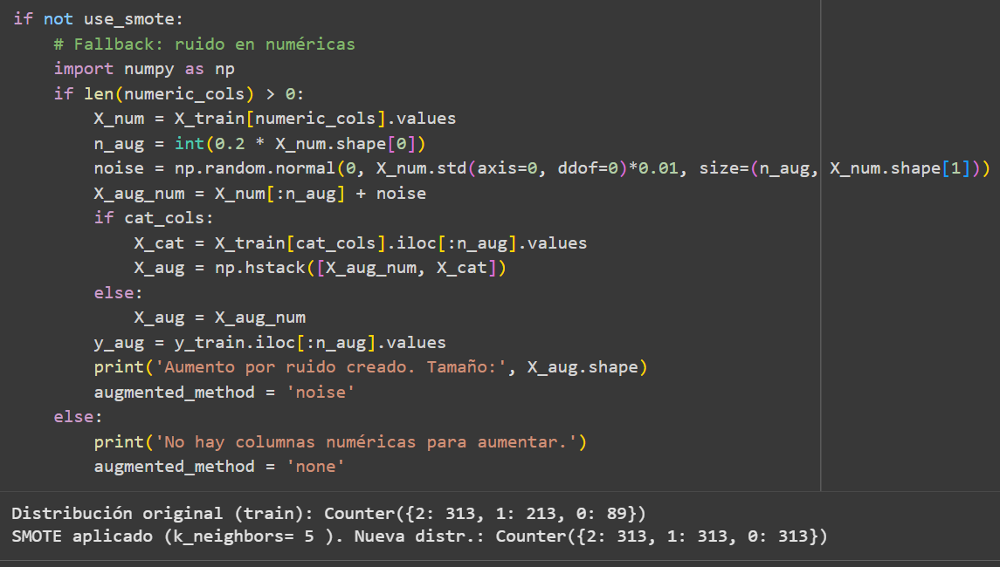 if not use_smote:
    # Fallback: ruido en numéricas
    import numpy as np
    if len(numeric_cols) > 0:
        X_num = X_train[numeric_cols].values
        n_aug = int(0.2 * X_num.shape[0])
        noise = np.random.normal(0, X_num.std(axis=0, ddof=0)*0.01, size=(n_aug, X_num.shape[1]))
        X_aug_num = X_num[:n_aug] + noise
        if cat_cols:
            X_cat = X_train[cat_cols].iloc[:n_aug].values
            X_aug = np.hstack([X_aug_num, X_cat])
        else:
            X_aug = X_aug_num
        y_aug = y_train.iloc[:n_aug].values
        print('Aumento por ruido creado. Tamaño:', X_aug.shape)
        augmented_method = 'noise'
    else:
        print('No hay columnas numéricas para aumentar.')
        augmented_method = 'none'
Distribución original (train): Counter({2: 313, 1: 213, 0: 89})
SMOTE aplicado (k_neighbors= 5 ). Nueva distr.: Counter({2: 313, 1: 313, 0: 313})